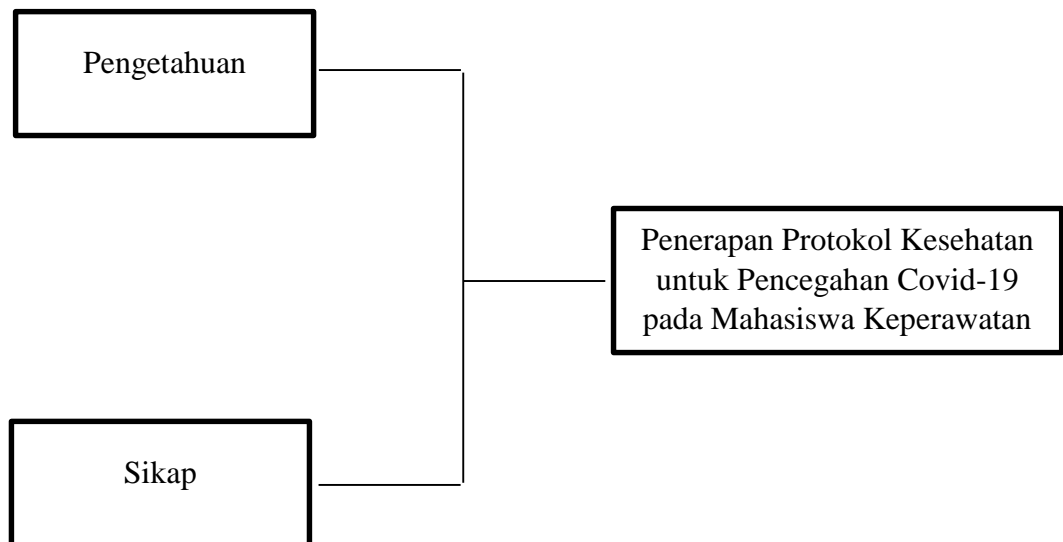 Pengetahuan
Penerapan Protokol Kesehatan
untuk Pencegahan Covid-19
pada Mahasiswa Keperawatan
Sikap